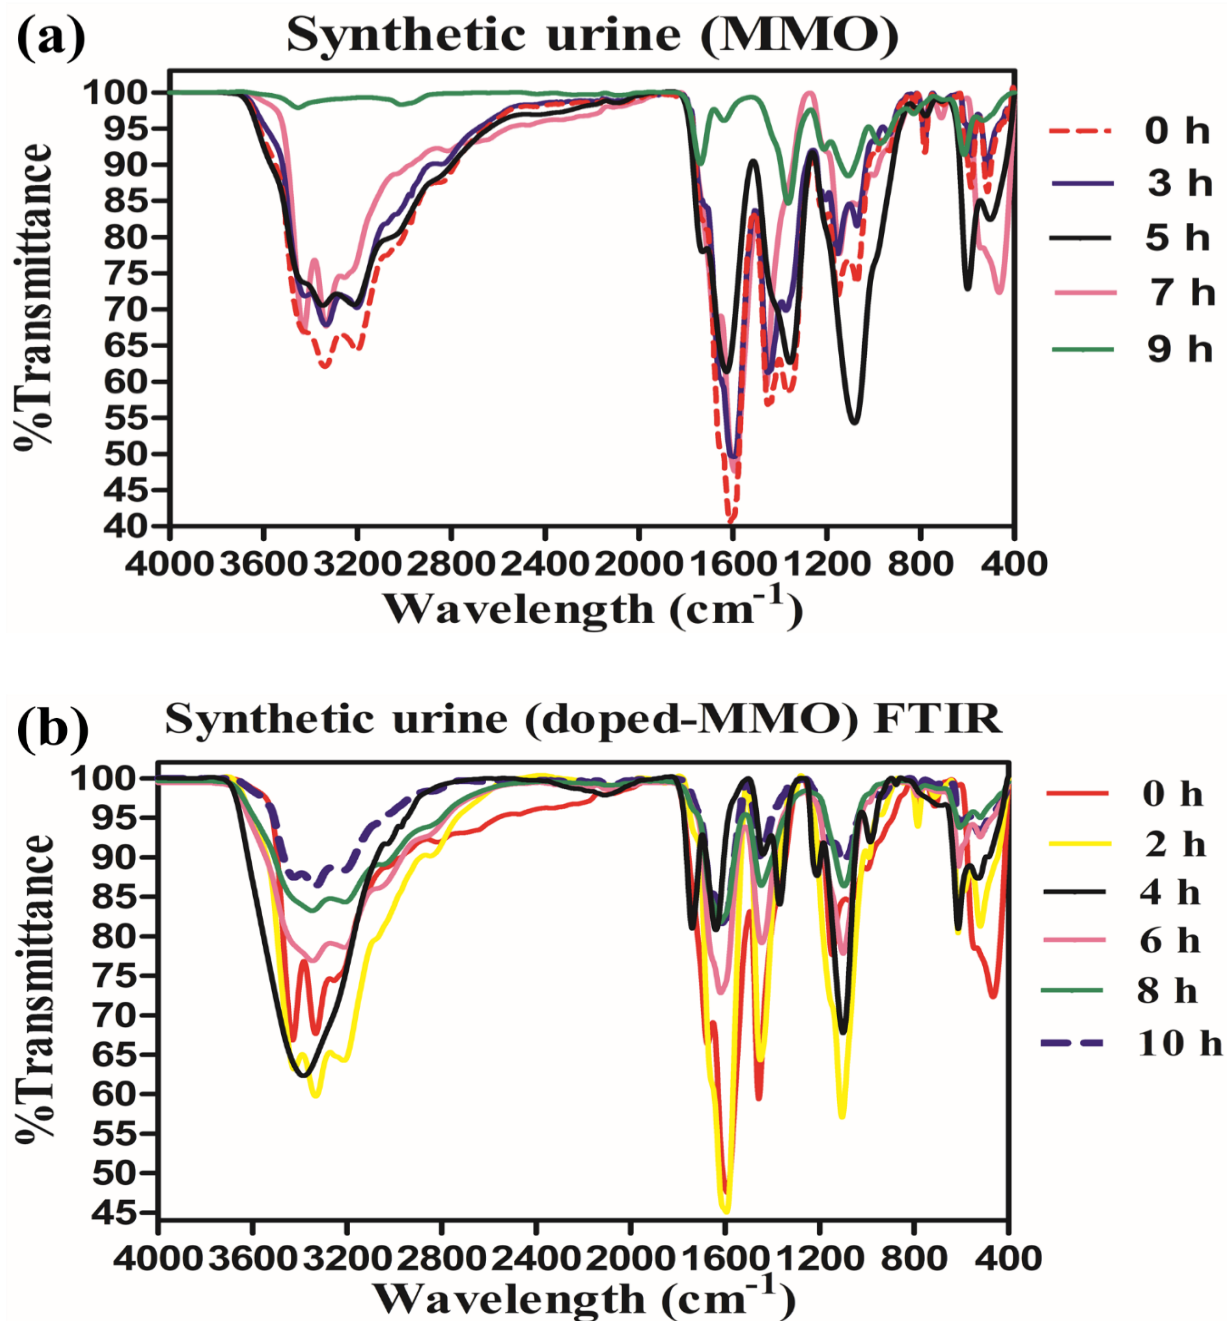 (a) Synthetic urine (MMO)
100
95
90
85
80
75
70
65
60
55
50
45
40
%Transmittance
4000 3600 3200 2800 2400 2000 1600 1200 800 400
Wavelength (cm⁻¹)
0 h
3 h
5 h
7 h
9 h
(b) Synthetic urine (doped-MMO) FTIR
100
95
90
85
80
75
70
65
60
55
50
45
%Transmittance
4000 3600 3200 2800 2400 2000 1600 1200 800 400
Wavelength (cm⁻¹)
0 h
2 h
4 h
6 h
8 h
10 h